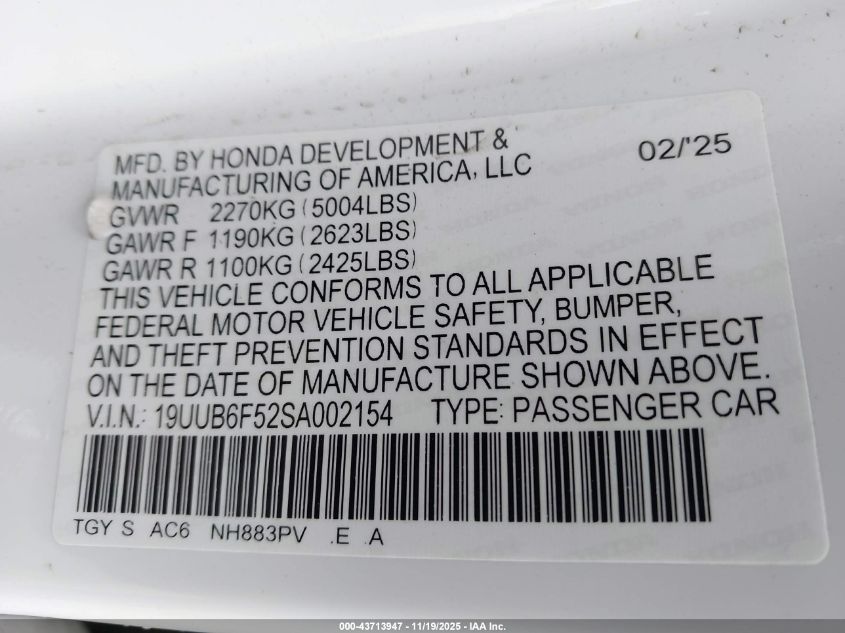 MFD. BY HONDA DEVELOPMENT &
MANUFACTURING OF AMERICA, LLC
02/'25
GVWR 2270KG (5004LBS)
GAWR F 1190KG (2623LBS)
GAWR R 1100KG (2425LBS)
THIS VEHICLE CONFORMS TO ALL APPLICABLE
FEDERAL MOTOR VEHICLE SAFETY, BUMPER,
AND THEFT PREVENTION STANDARDS IN EFFECT
ON THE DATE OF MANUFACTURE SHOWN ABOVE.
V.I.N.: 19UUB6F52SA002154 TYPE: PASSENGER CAR
TGY S AC6 NH883PV .E .A
000-43713947 - 11/19/2025 - IAA Inc.